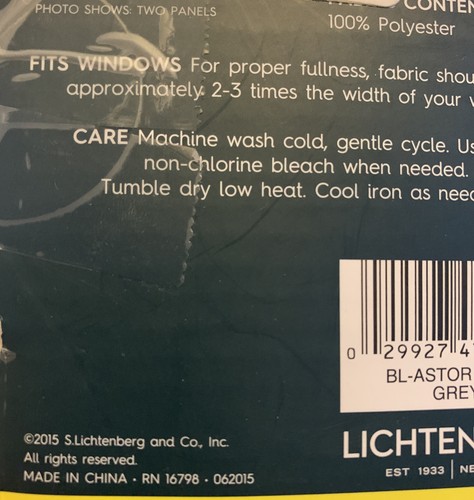 PHOTO SHOWS: TWO PANELS
100% Polyester
FITS WINDOWS For proper fullness, fabric shou
approximately 2-3 times the width of your
CARE Machine wash cold, gentle cycle. Us
non-chlorine bleach when needed.
Tumble dry low heat. Cool iron as need
0 29927 4
BL-ASTOR
GREY
©2015 S.Lichtenberg and Co., Inc.
All rights reserved.
MADE IN CHINA · RN 16798 · 062015
LICHTEN
EST 1933 | NE